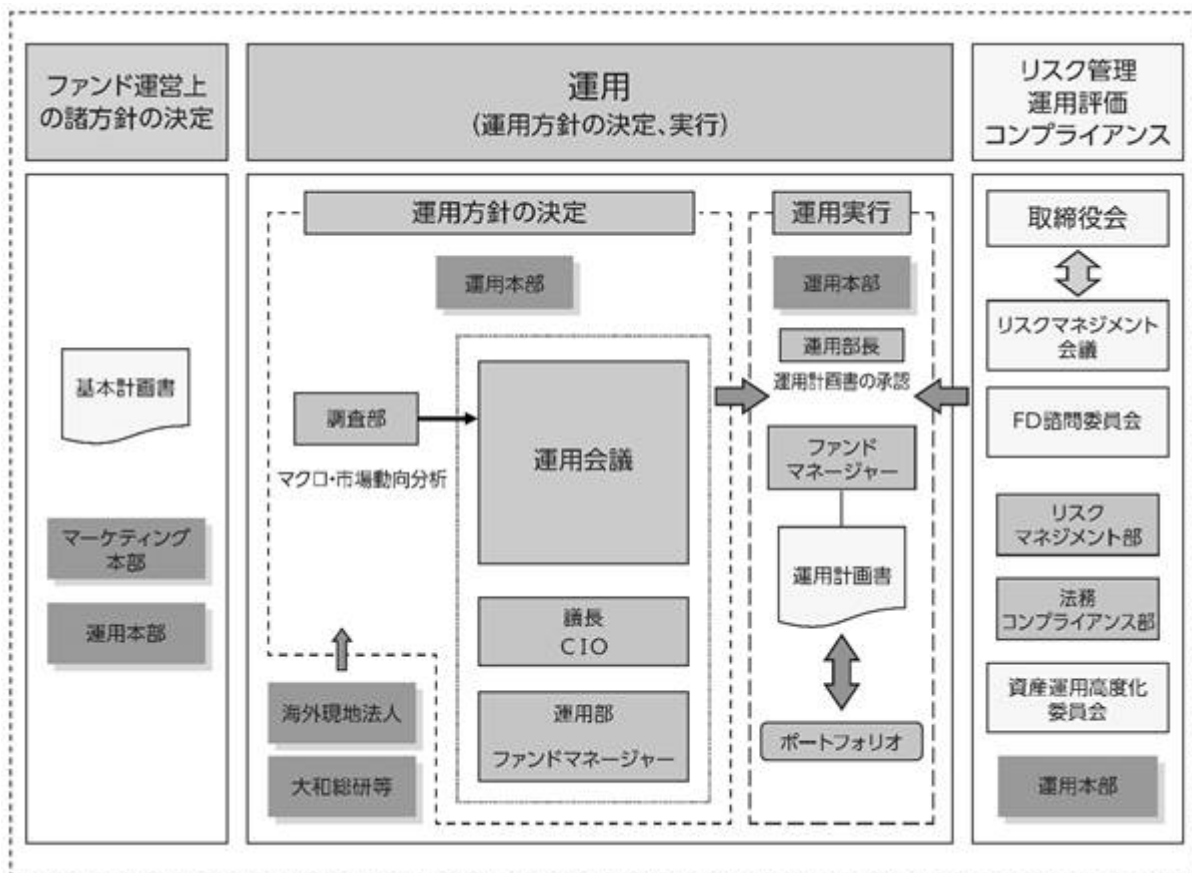 ファンド運営上
の諸方針の決定
運用
(運用方針の決定、実行)
リスク管理
運用評価
コンプライアンス
基本計画書
マーケティング
本部
運用本部
運用方針の決定
運用本部
調査部
マクロ・市場動向分析
運用会議
議長
CIO
運用部
ファンドマネージャー
海外現地法人
大和総研等
運用実行
運用本部
運用部長
運用計画書の承認
ファンド
マネージャー
運用計画書
ポートフォリオ
取締役会
リスクマネジメント
会議
FD諮問委員会
リスク
マネジメント部
法務
コンプライアンス部
資産運用高度化
委員会
運用本部